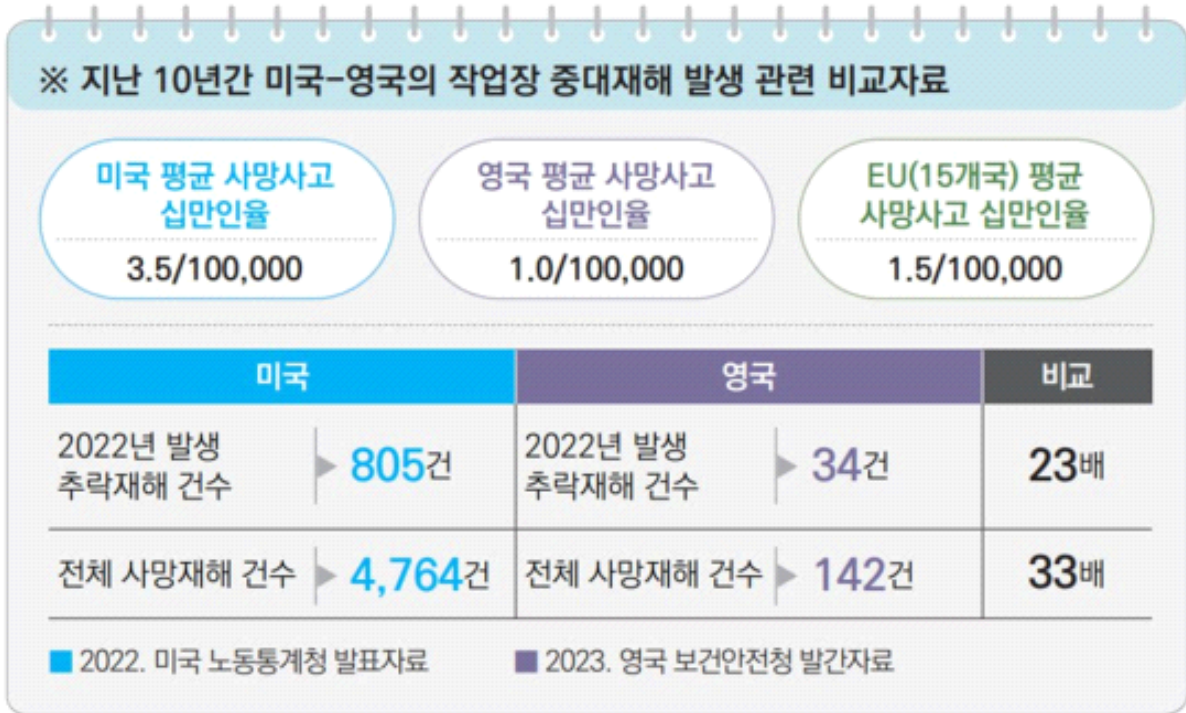 ※ 지난 10년간 미국-영국의 작업장 중대재해 발생 관련 비교자료
미국 평균 사망사고
십만인율
3.5/100,000
영국 평균 사망사고
십만인율
1.0/100,000
EU(15개국) 평균
사망사고 십만인율
1.5/100,000
미국 영국 비교
2022년 발생
추락재해 건수
805건
2022년 발생
추락재해 건수
34건
23배
전체 사망재해 건수 4,764건 전체 사망재해 건수 142건 33배
2022. 미국 노동통계청 발표자료 2023. 영국 보건안전청 발간자료